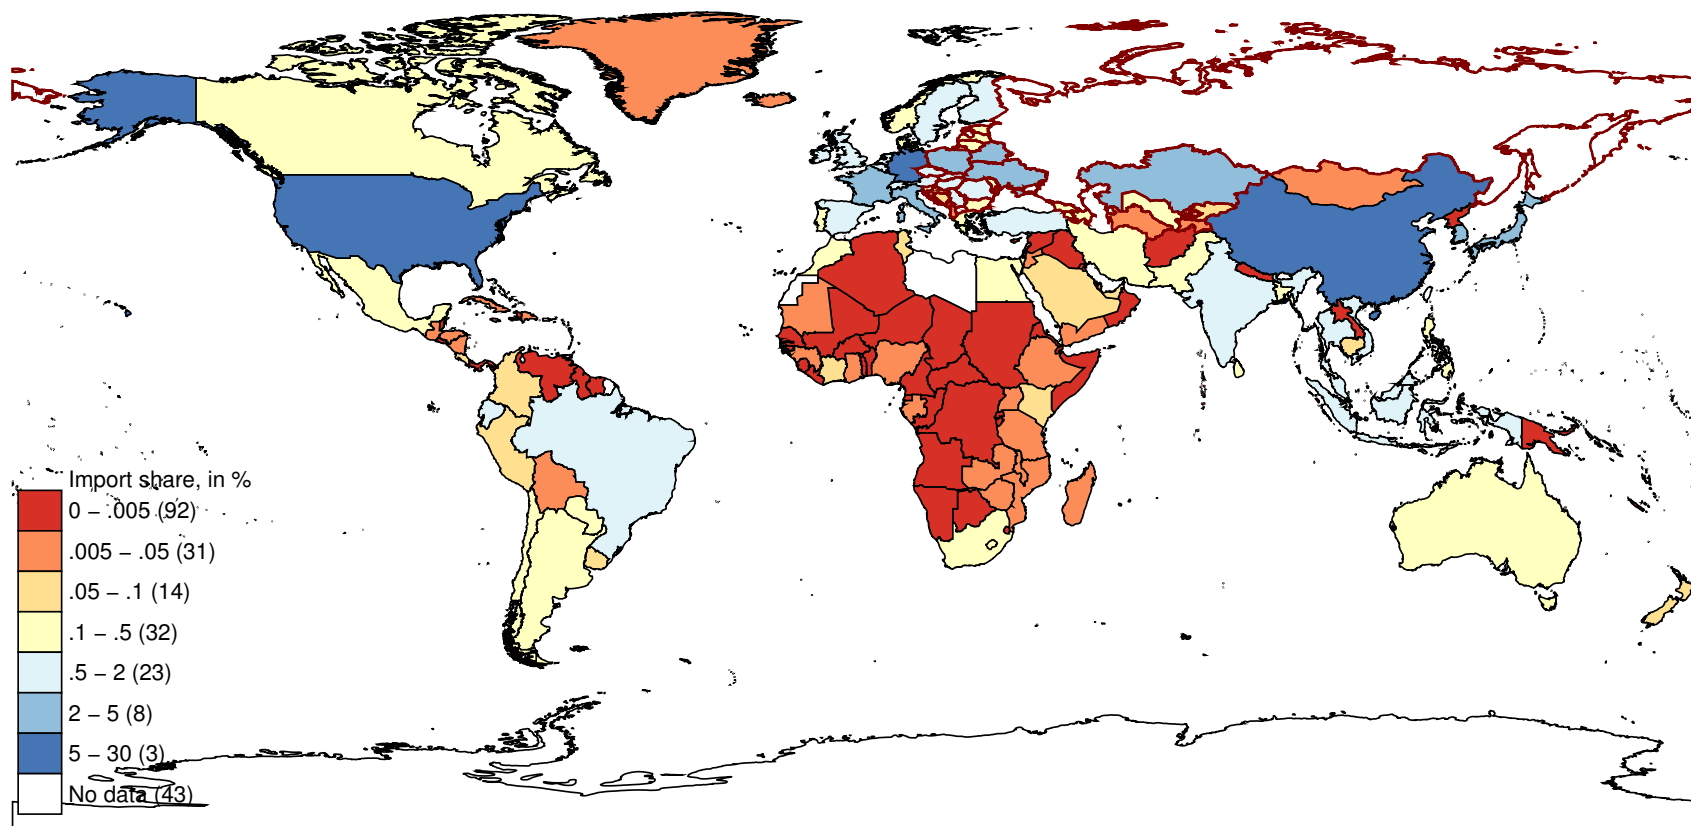 Import share, in %
0 − .005 (92)
.005 − .05 (31)
.05 − .1 (14)
.1 − .5 (32)
.5 − 2 (23)
2 − 5 (8)
5 − 30 (3)
No data (43)